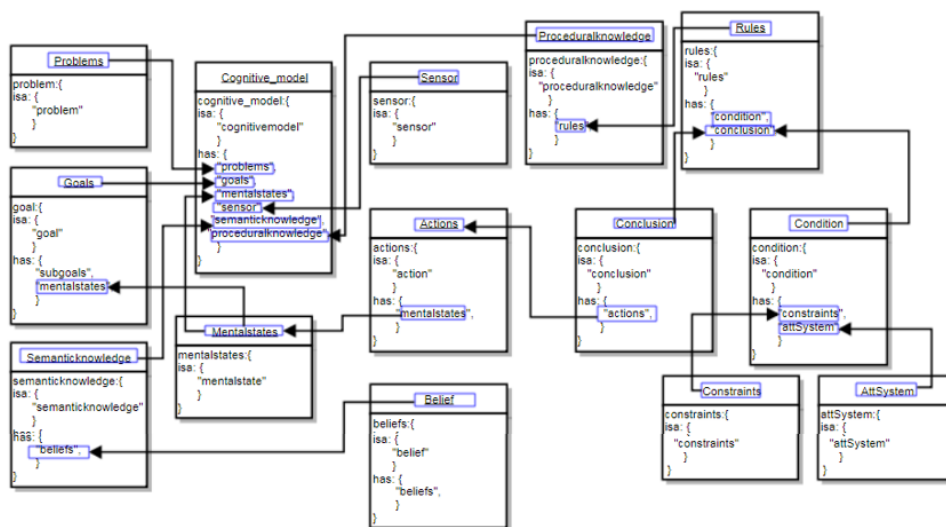 Problems
problem:{
isa: {
"problem"
}
}
Goals
goal:{
isa: {
"goal"
}
has: {
"subgoals",
"mentalstates"
}
}
Semanticknowledge
semanticknowledge:{
isa: {
"semanticknowledge"
}
has: {
"beliefs",
}
}
Cognitive_model
cognitive_model:{
isa: {
"cognitivemodel"
}
has: {
"problems",
"goals",
"mentalstates"
"sensor"
"semanticknowledge",
proceduralknowledge"
}
}
Mentalstates
mentalstates:{
isa: {
"mentalstate"
}
}
Sensor
sensor:{
isa: {
"sensor"
}
}
Actions
actions:{
isa: {
"action"
}
has: {
"mentalstates",
}
}
Belief
beliefs:{
isa: {
"belief"
}
has: {
"beliefs",
}
}
Proceduralknowledge
proceduralknowledge:{
isa: {
"proceduralknowledge"
}
has: {
"rules"
}
}
Conclusion
conclusion:{
isa: {
"conclusion"
}
has: {
"actions",
}
}
Rules
rules:{
isa: {
"rules"
}
has: {
"condition",
"conclusion"
}
}
Condition
condition:{
isa: {
"condition"
}
has: {
"constraints",
"attSystem"
}
}
Constraints
constraints:{
isa: {
"constraints"
}
}
AttSystem
attSystem:{
isa: {
"attSystem"
}
}